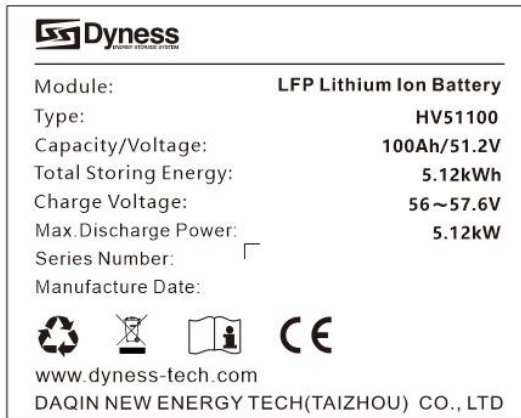 Dyness
ENERGY STORAGE SYSTEM
Module: LFP Lithium Ion Battery
Type: HV51100
Capacity/Voltage: 100Ah/51.2V
Total Storing Energy: 5.12kWh
Charge Voltage: 56~57.6V
Max.Discharge Power: 5.12kW
Series Number:
Manufacture Date:
CE
www.dyness-tech.com
DAQIN NEW ENERGY TECH(TAIZHOU) CO., LTD